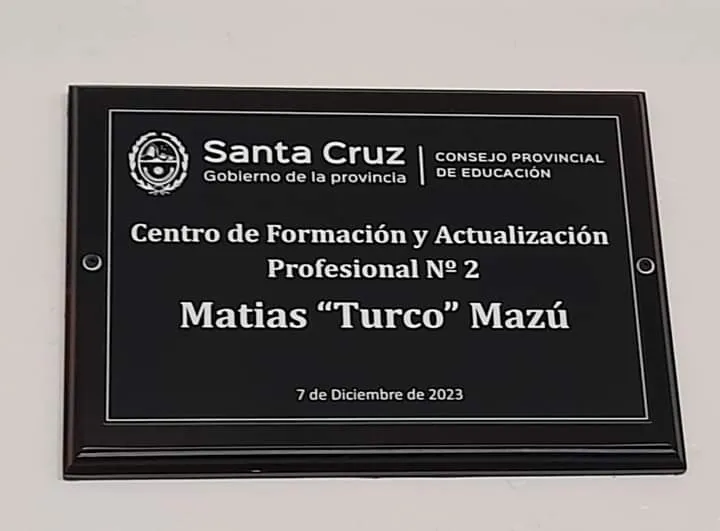 Santa Cruz
Gobierno de la provincia
CONSEJO PROVINCIAL
DE EDUCACIÓN
Centro de Formación y Actualización
Profesional Nº 2
Matias “Turco” Mazú
7 de Diciembre de 2023